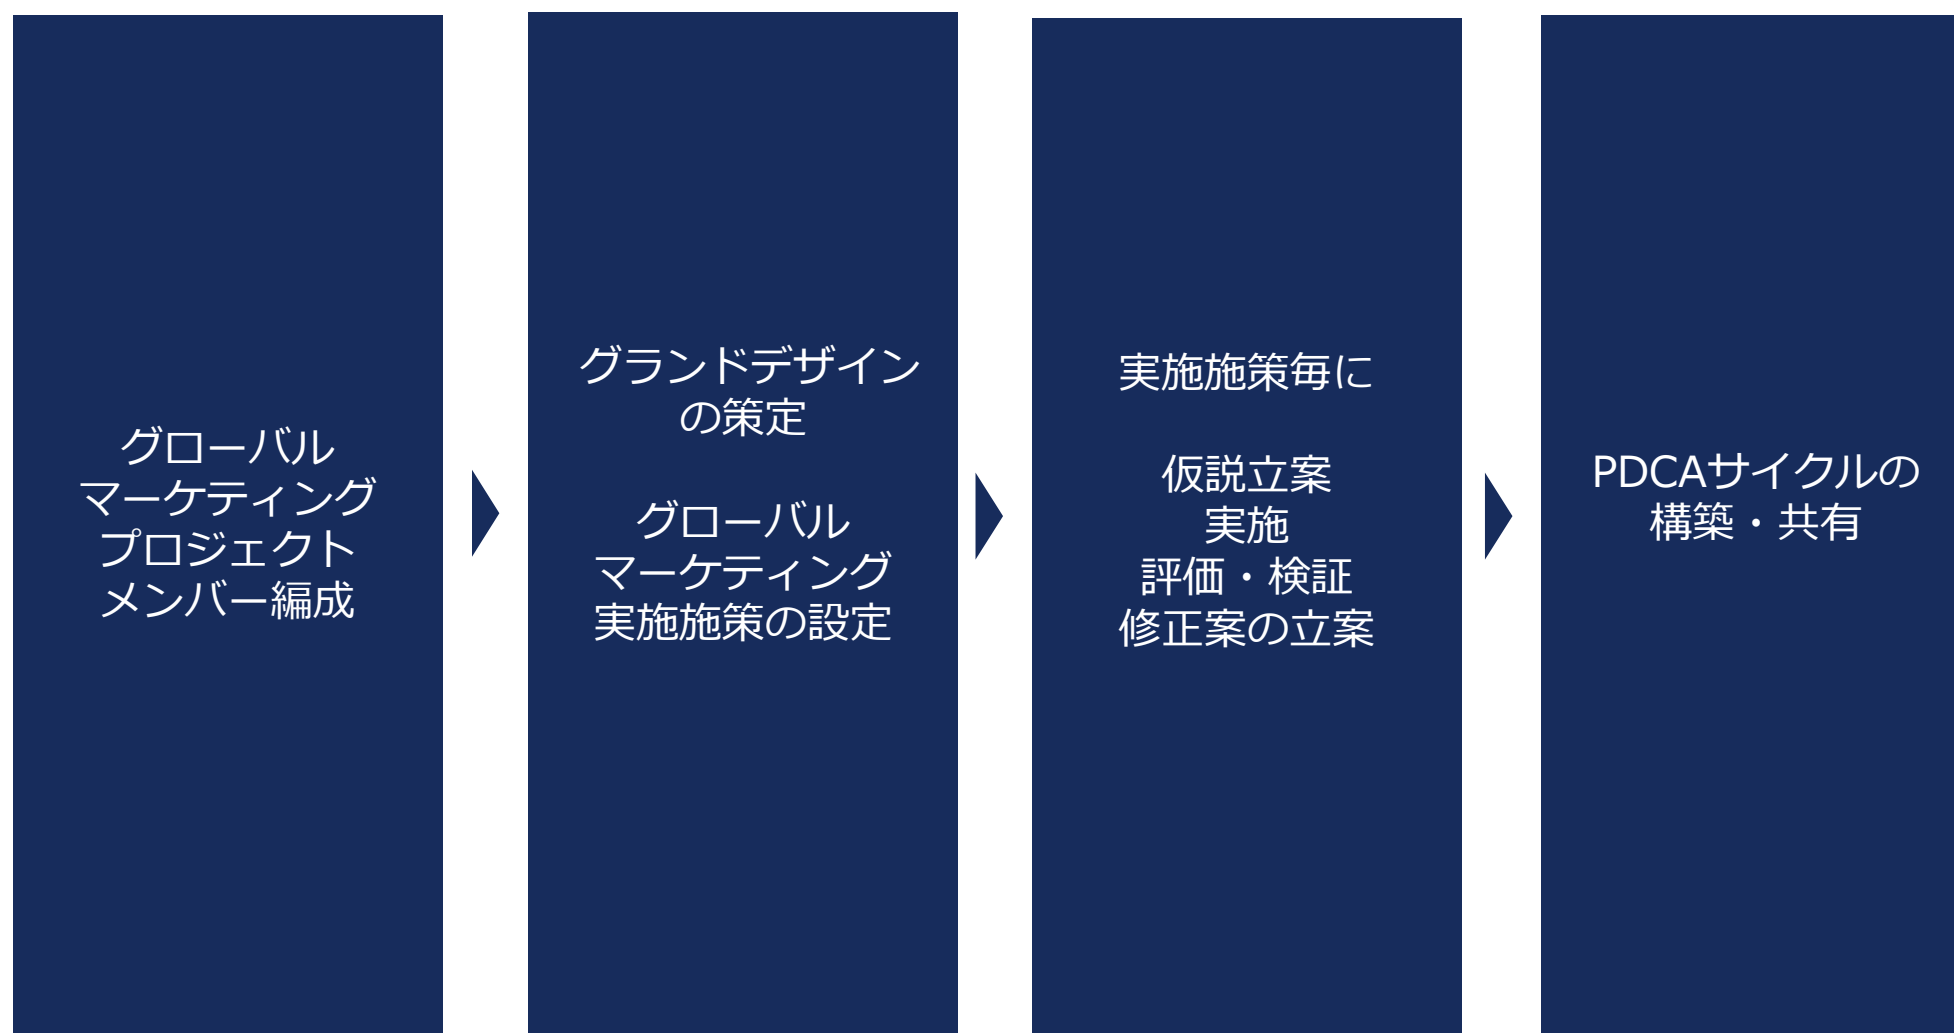 グローバル
マーケティング
プロジェクト
メンバー編成
グランドデザイン
の策定
グローバル
マーケティング
実施施策の設定
実施施策毎に
仮説立案
実施
評価・検証
修正案の立案
PDCAサイクルの
構築・共有